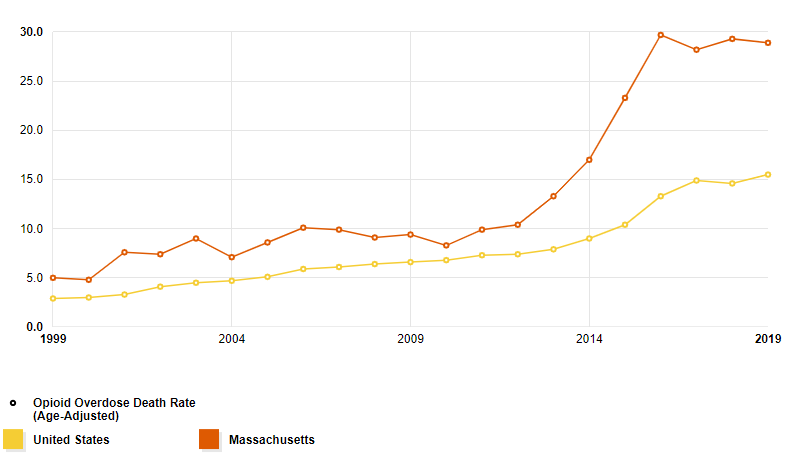 30.0
25.0
20.0
15.0
10.0
5.0
0.0
1999 2004 2009 2014 2019
Opioid Overdose Death Rate
(Age-Adjusted)
United States Massachusetts